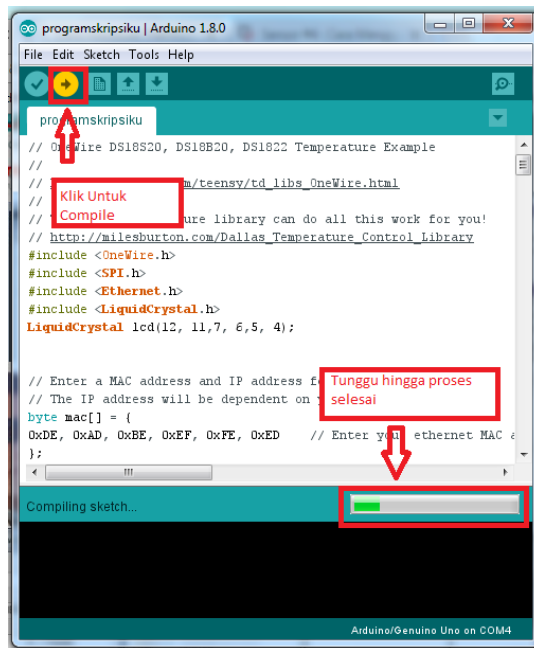 programskripsiku | Arduino 1.8.0
File Edit Sketch Tools Help
programskripsiku
// OneWire DS18S20, DS18B20, DS1822 Temperature Example
//
// m/teensy/td_libs_OneWire.html
Klik Untuk
Compile
//
// ure library can do all this work for you!
// http://milesburton.com/Dallas_Temperature_Control_Library
#include <OneWire.h>
#include <SPI.h>
#include <Ethernet.h>
#include <LiquidCrystal.h>
LiquidCrystal lcd(12, 11,7, 6,5, 4);
// Enter a MAC address and IP address f
Tunggu hingga proses
selesai
// The IP address will be dependent on
byte mac[] = {
0xDE, 0xAD, 0xBE, 0xEF, 0xFE, 0xED // Enter your ethernet MAC
};
Compiling sketch...
Arduino/Genuino Uno on COM4